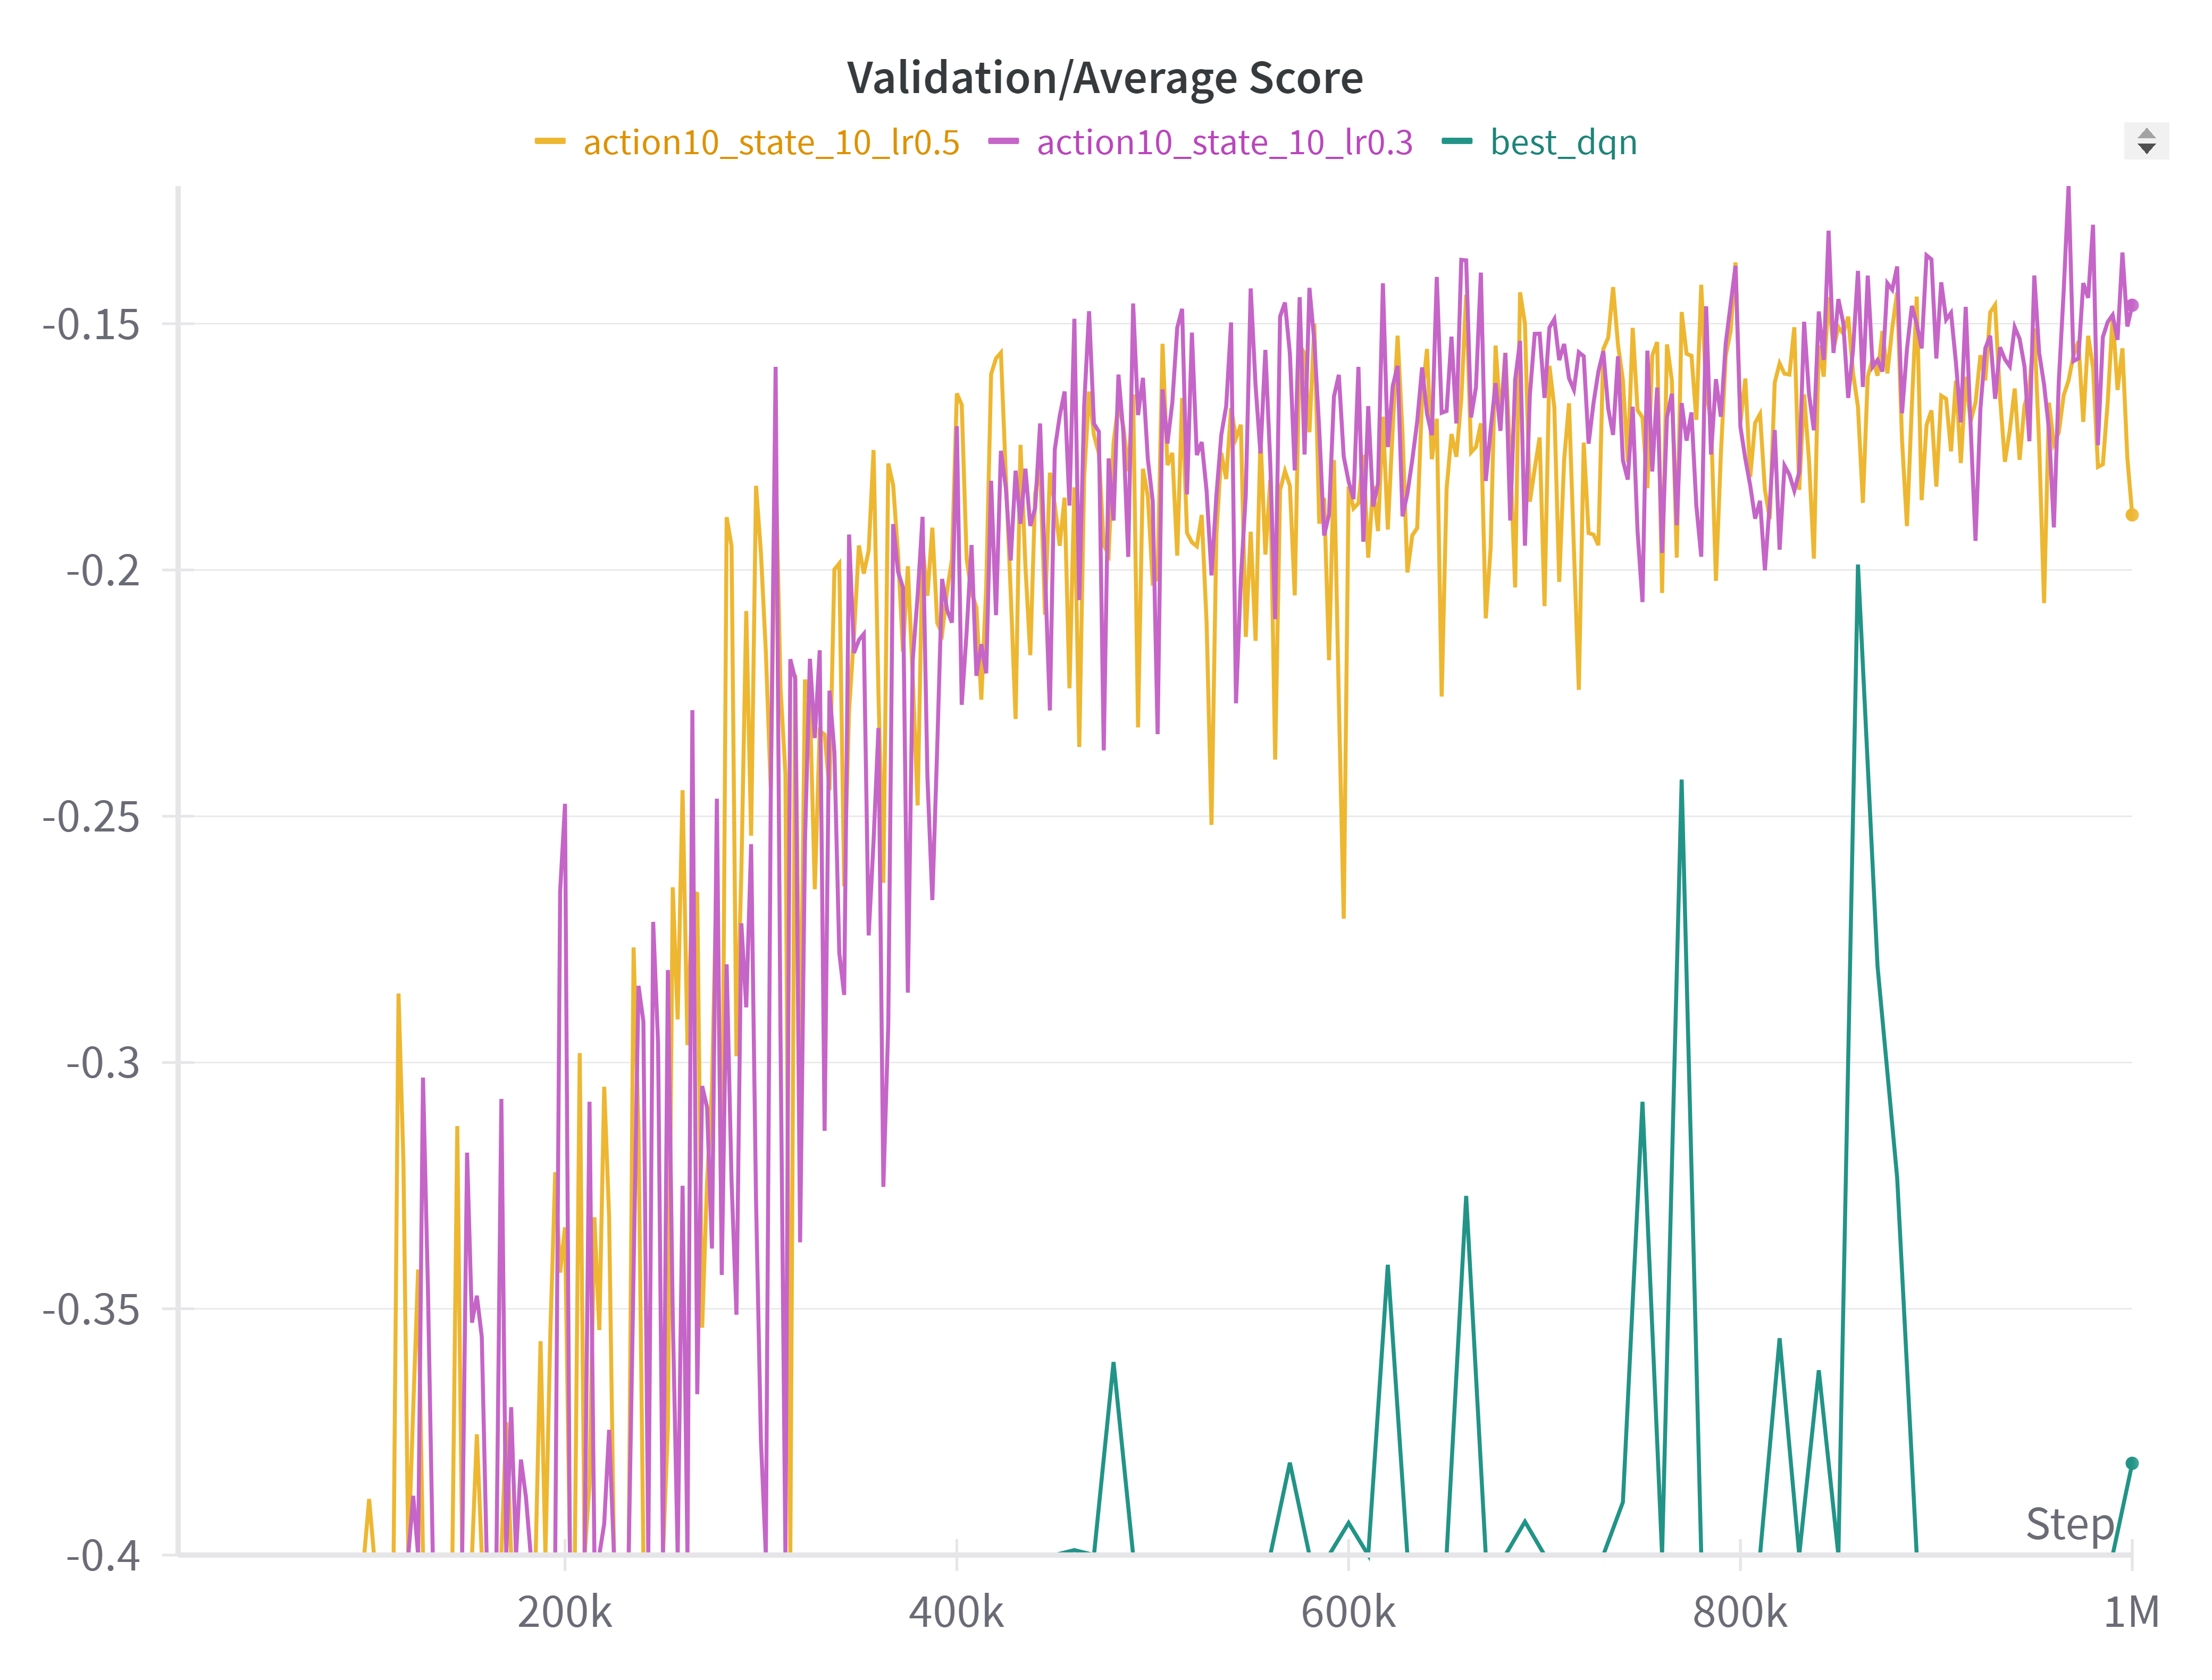 Validation/Average Score
action10_state_10_lr0.5 action10_state_10_lr0.3 best_dqn
-0.15
-0.2
-0.25
-0.3
-0.35
-0.4
Step
200k 400k 600k 800k 1M